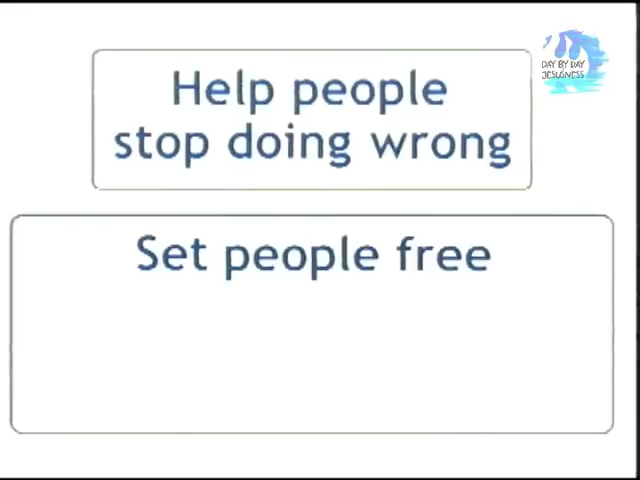 DAY BY DAY
JESUSNESS
Help people
stop doing wrong
Set people free